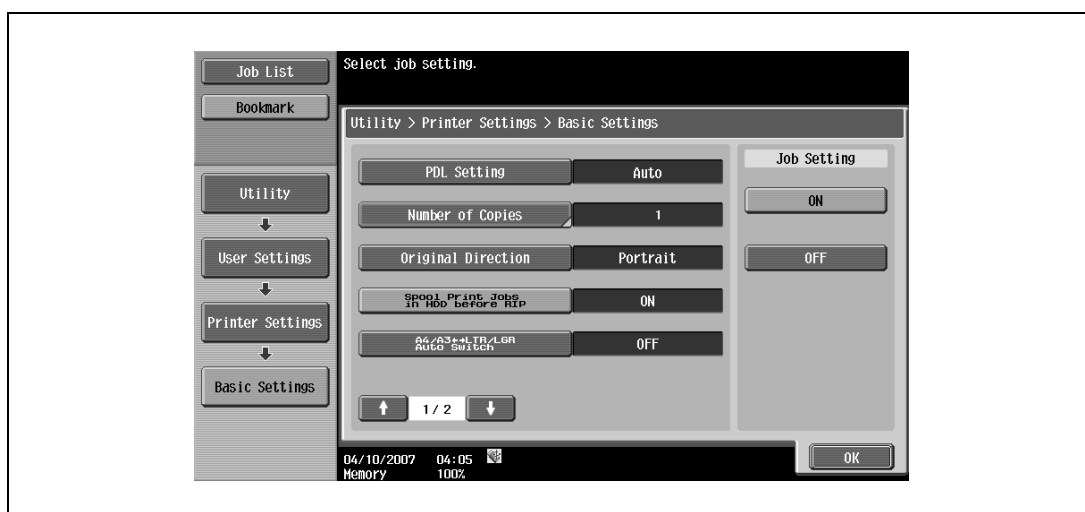 Job List
Bookmark
Select job setting.
Utility > Printer Settings > Basic Settings
Utility
User Settings
Printer Settings
Basic Settings
PDL Setting Auto
Number of Copies 1
Original Direction Portrait
Spool Print Jobs
in HDD before RIP ON
A4/A3↔LTR/LGR
Auto Switch OFF
1/ 2
Job Setting
ON
OFF
04/10/2007 04:05
Memory 100%
OK